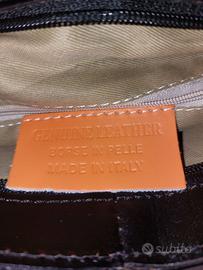 GENUINE LEATHER
BORSE IN PELLE
MADE IN ITALY
subito